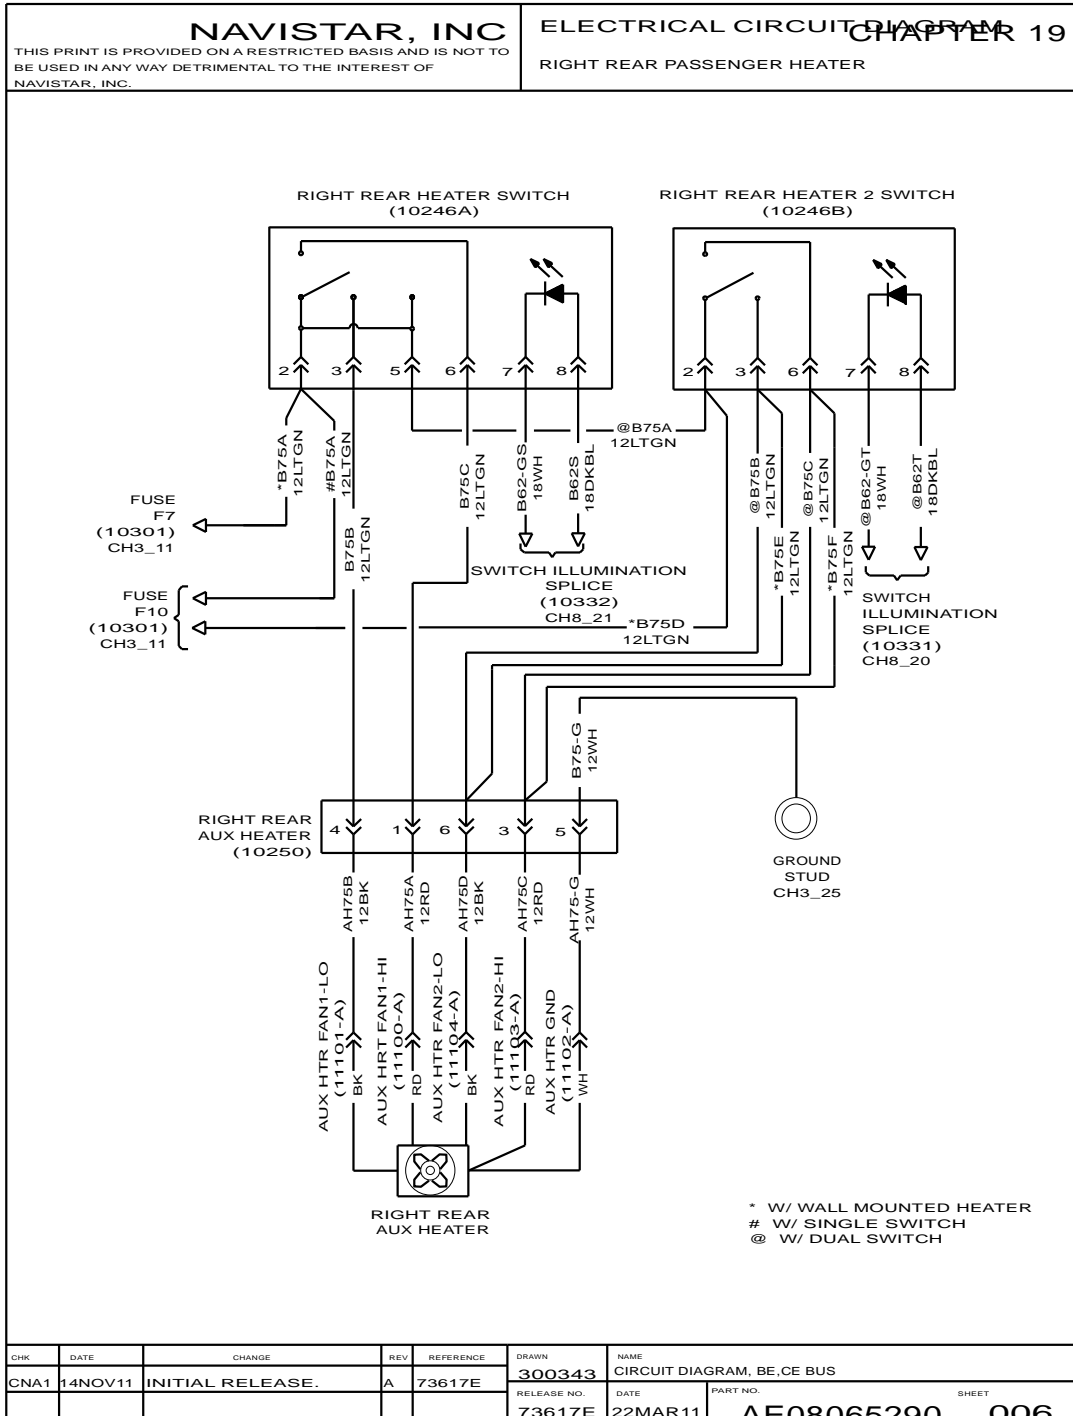 NAVISTAR, INC
THIS PRINT IS PROVIDED ON A RESTRICTED BASIS AND IS NOT TO
BE USED IN ANY WAY DETRIMENTAL TO THE INTEREST OF
NAVISTAR, INC.
ELECTRICAL CIRCUIT DIAGRAM
CHAPTER 19
RIGHT REAR PASSENGER HEATER
RIGHT REAR HEATER SWITCH
(10246A)
RIGHT REAR HEATER 2 SWITCH
(10246B)
2 3 5 6 7 8
2 3 6 7 8
*B75A
12LTGN
#B75A
12LTGN
B75B
12LTGN
B75C
12LTGN
B62-GS
18WH
B62S
18DKBL
@B75A
12LTGN
@B75B
12LTGN
*B75E
12LTGN
@B75C
12LTGN
*B75F
12LTGN
@B62-GT
18WH
@B62T
18DKBL
FUSE
F7
(10301)
CH3_11
FUSE
F10
(10301)
CH3_11
SWITCH ILLUMINATION
SPLICE
(10332)
CH8_21
*B75D
12LTGN
SWITCH
ILLUMINATION
SPLICE
(10331)
CH8_20
B75-G
12WH
RIGHT REAR
AUX HEATER
(10250)
4 1 6 3 5
GROUND
STUD
CH3_25
AH75B
12BK
AH75A
12RD
AH75D
12BK
AH75C
12RD
AH75-G
12WH
AUX HTR FAN1-LO
(11101-A)
BK
AUX HRT FAN1-HI
(11100-A)
RD
AUX HTR FAN2-LO
(11104-A)
BK
AUX HTR FAN2-HI
(11103-A)
RD
AUX HTR GND
(11102-A)
WH
RIGHT REAR
AUX HEATER
* W/ WALL MOUNTED HEATER
# W/ SINGLE SWITCH
@ W/ DUAL SWITCH
CHK DATE CHANGE REV REFERENCE
CNA1 14NOV11 INITIAL RELEASE. A 73617E
DRAWN
300343
NAME
CIRCUIT DIAGRAM, BE,CE BUS
RELEASE NO. DATE PART NO. SHEET
73617E 22MAR11 AE08065290 006